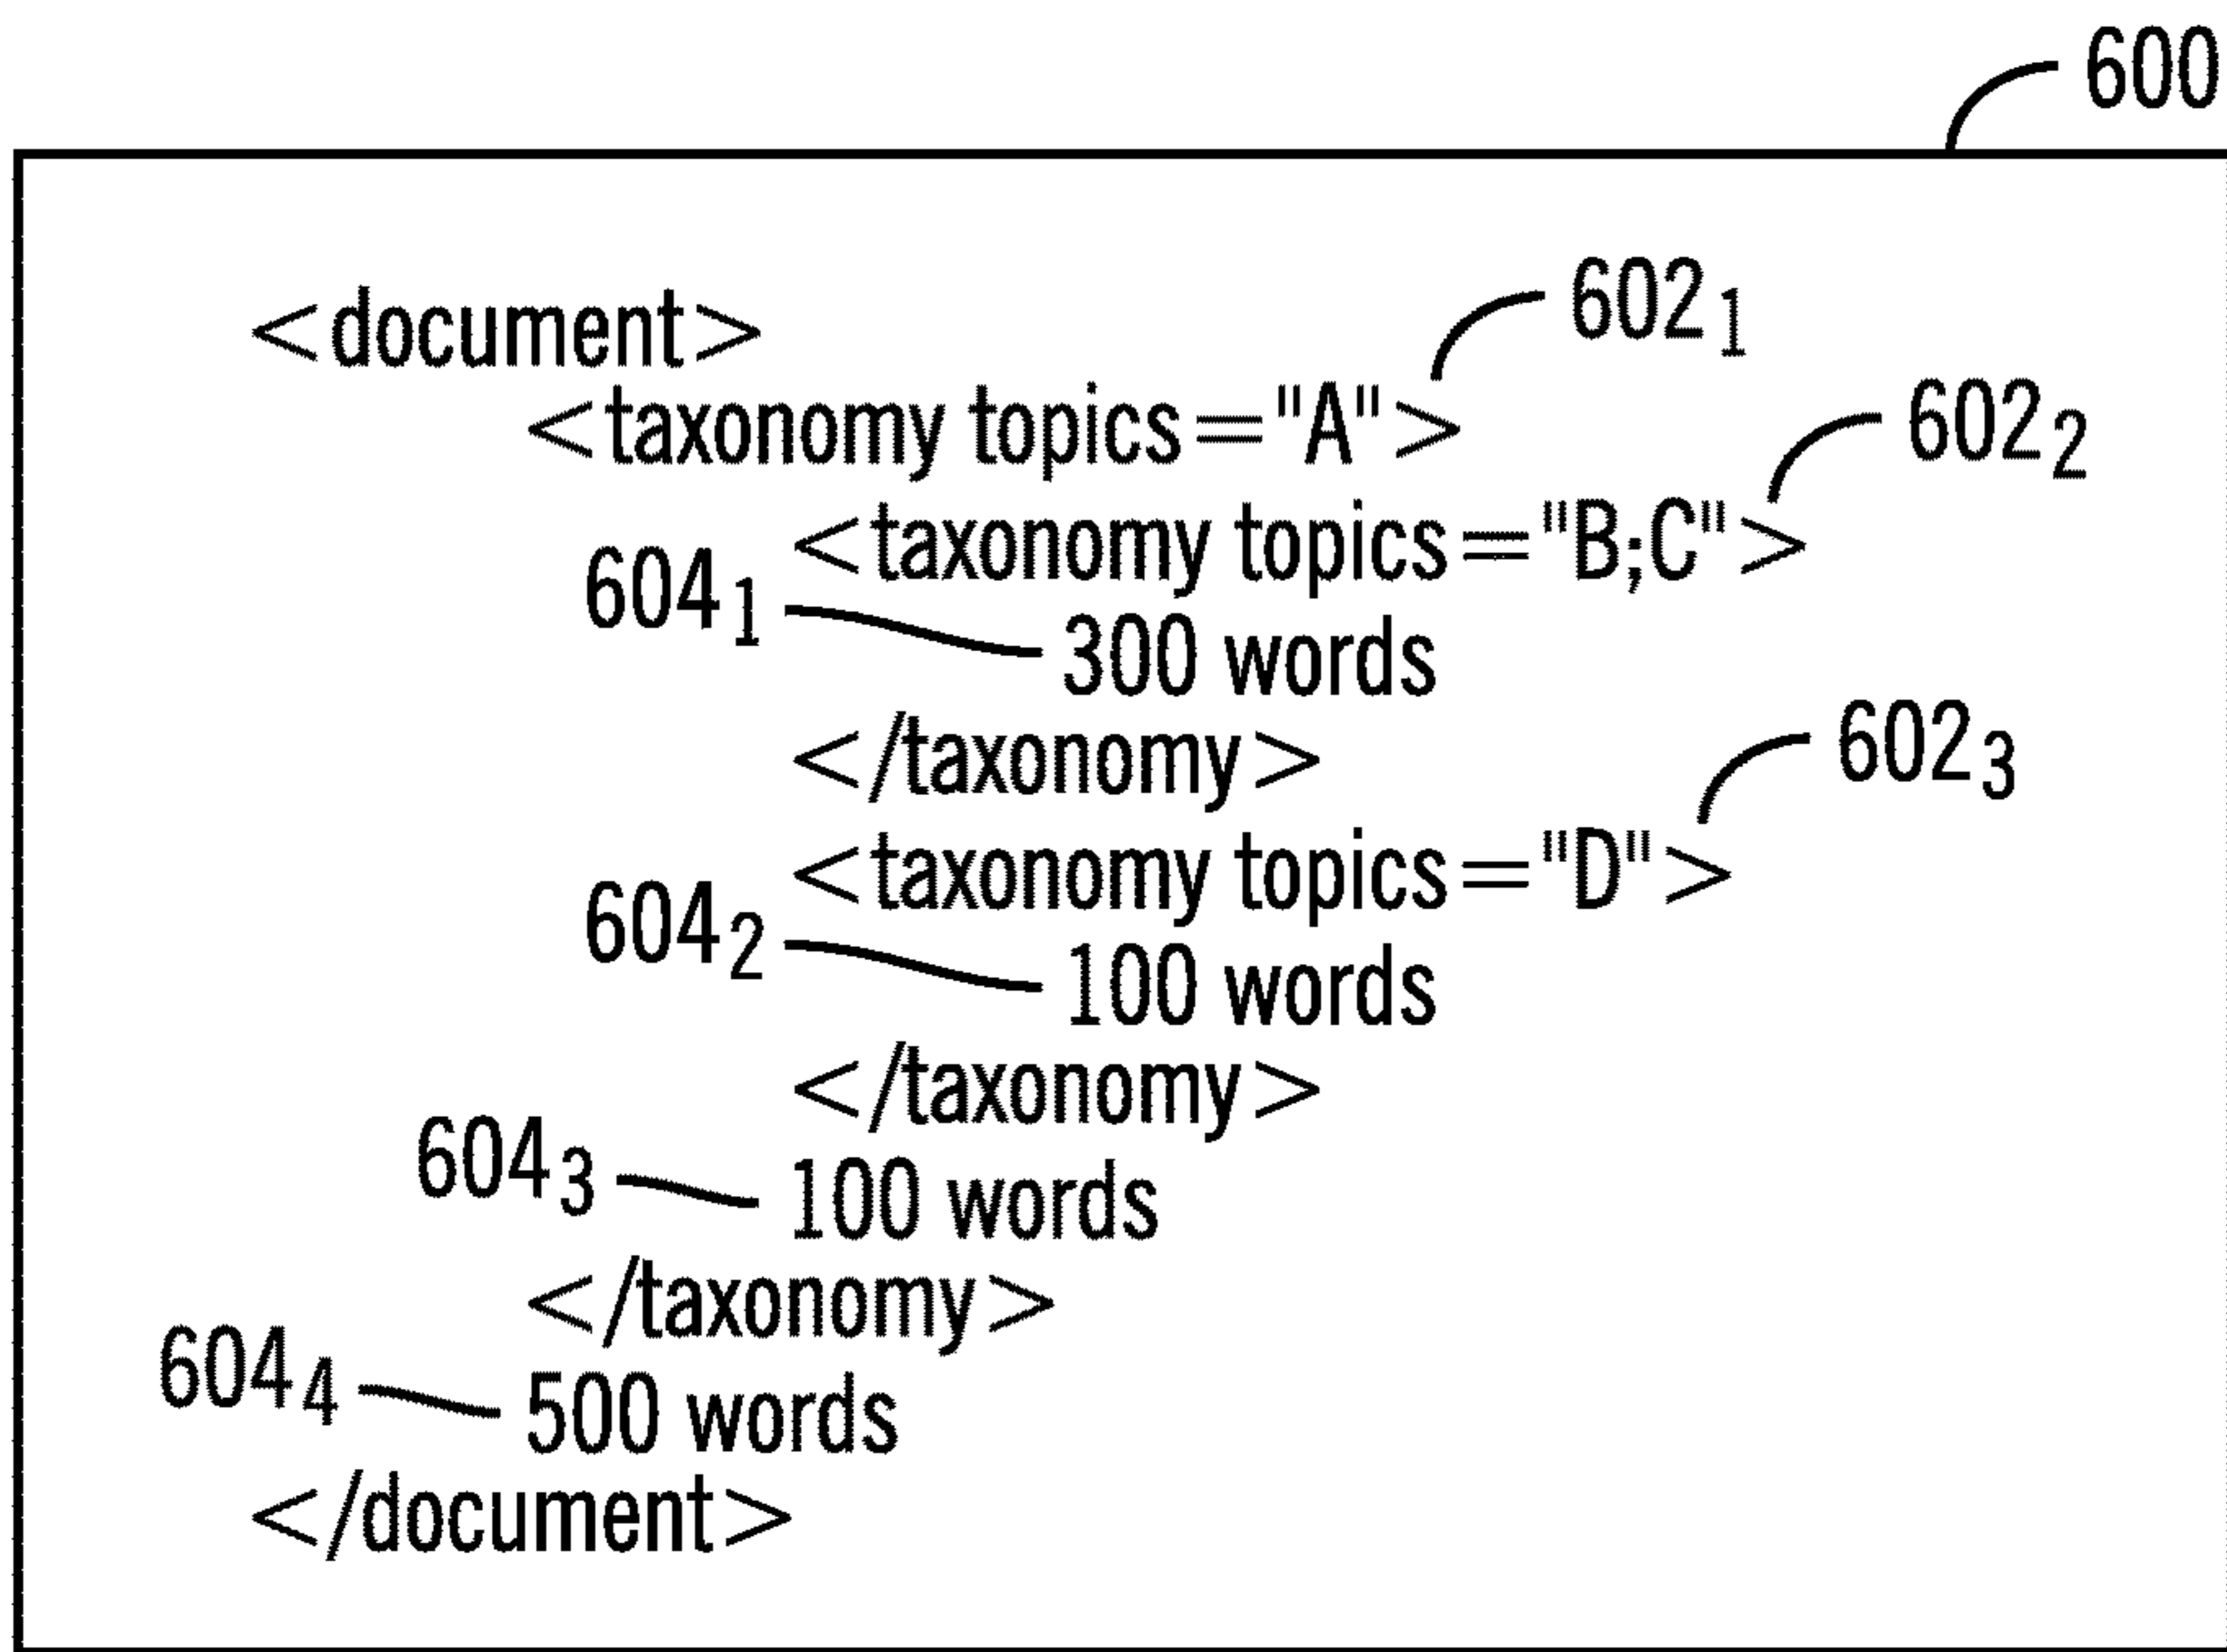 600
<document>
602₁
<taxonomy topics="A">
602₂
<taxonomy topics="B;C">
604₁
300 words
</taxonomy>
602₃
<taxonomy topics="D">
604₂
100 words
</taxonomy>
604₃
100 words
</taxonomy>
604₄
500 words
</document>